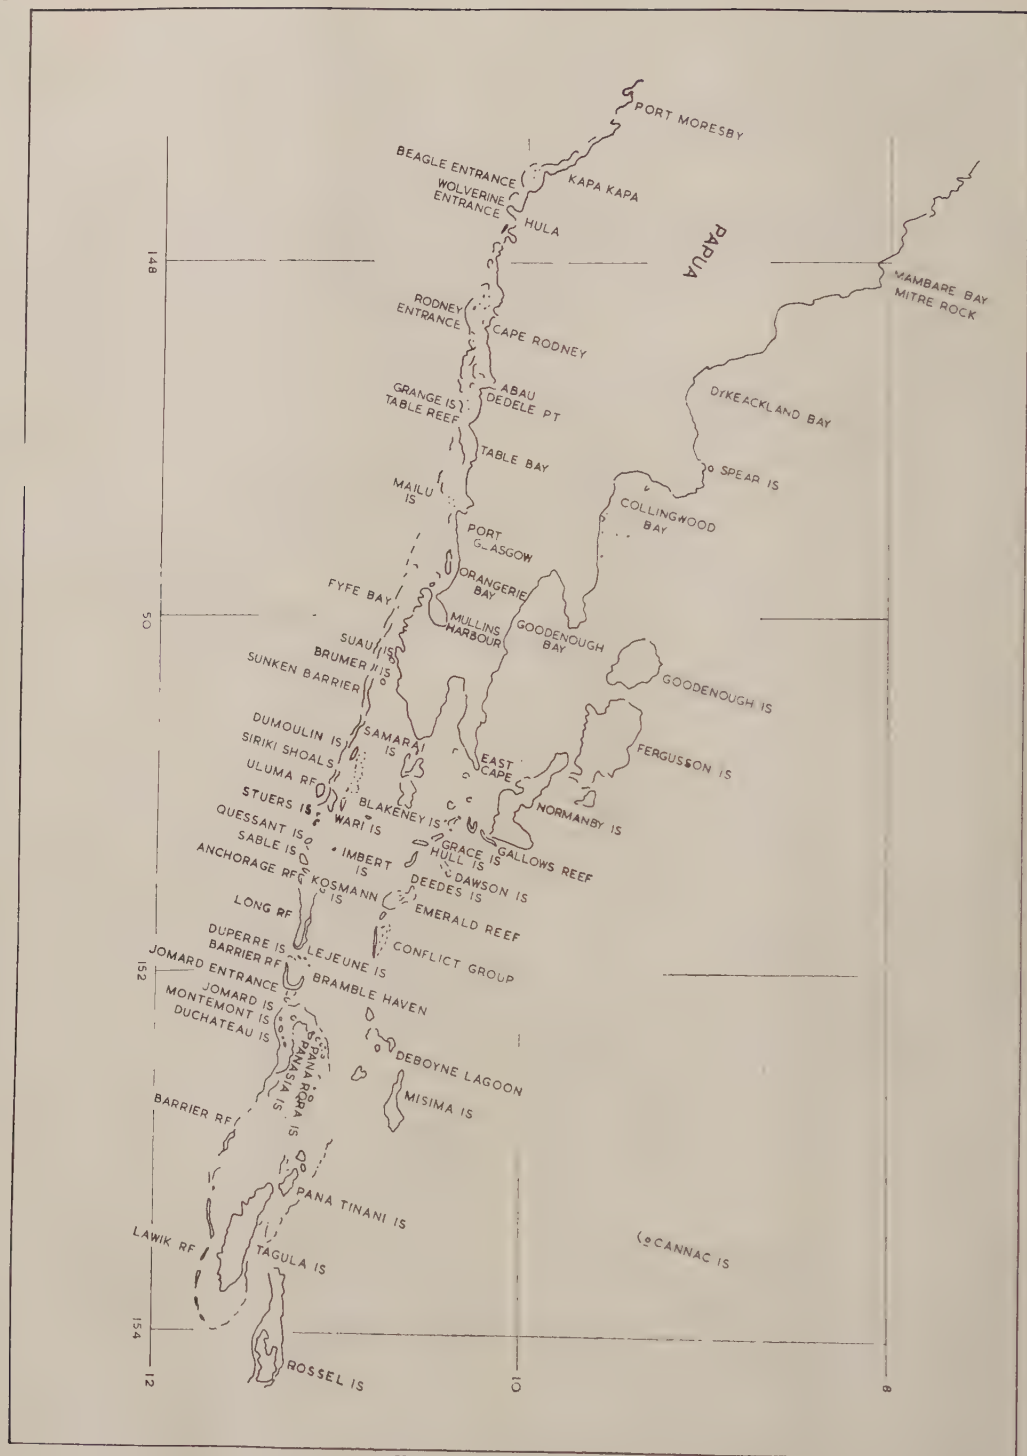 PORT MORESBY
BEAGLE ENTRANCE
KAPA KAPA
WOLVERINE
ENTRANCE
HULA
PAPUA
148
MAMBARE BAY
MITRE ROCK
RODNEY
ENTRANCE
CAPE RODNEY
DYKEACKLAND BAY
GRANGE IS
TABLE REEF
ABAU
DEDELE PT
TABLE BAY
SPEAR IS
MAILU
IS
COLLINGWOOD
BAY
PORT
GLASGOW
FYFE BAY
ORANGERIE
BAY
MULLINS
HARBOUR
GOODENOUGH
BAY
50
SUAU IS
BRUMER IS
SUNKEN BARRIER
GOODENOUGH IS
DUMOULIN IS
SAMARAI
IS
SIRIKI SHOALS
EAST
CAPE
FERGUSSON IS
ULUMA RF
STUERS IS
WARI IS
BLAKENEY IS
NORMANBY IS
QUESSANT IS
SABLE IS
IMBERT
IS
GRACE IS
HULL IS
GALLOWS REEF
ANCHORAGE RF
KOSMANN
IS
DEEDES IS
DAWSON IS
LONG RF
EMERALD REEF
DUPERRE IS
LEJEUNE IS
CONFLICT GROUP
BARRIER RF
152
JOMARD ENTRANCE
BRAMBLE HAVEN
JOMARD IS
MONTEMONT IS
DUCHATEAU IS
PANARORA IS
PANASIA IS
DEBOYNE LAGOON
MISIMA IS
BARRIER RF
PANA TINANI IS
LAWIK RF
TAGULA IS
CANNAC IS
154
ROSSEL IS
12
10
8